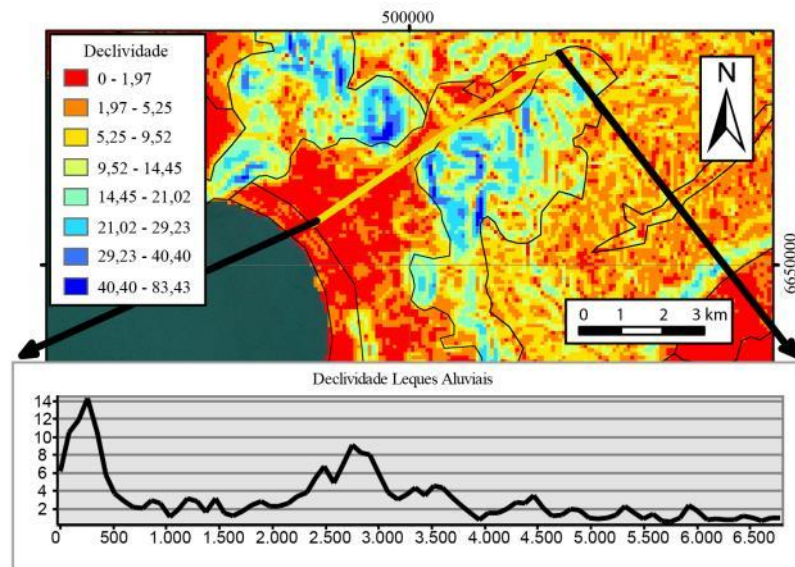 500000
Declividade
0 - 1,97
1,97 - 5,25
5,25 - 9,52
9,52 - 14,45
14,45 - 21,02
21,02 - 29,23
29,23 - 40,40
40,40 - 83,43
N
6650000
0 1 2 3 km
Declividade Leques Aluviais
14
12
10
8
6
4
2
0 500 1.000 1.500 2.000 2.500 3.000 3.500 4.000 4.500 5.000 5.500 6.000 6.500